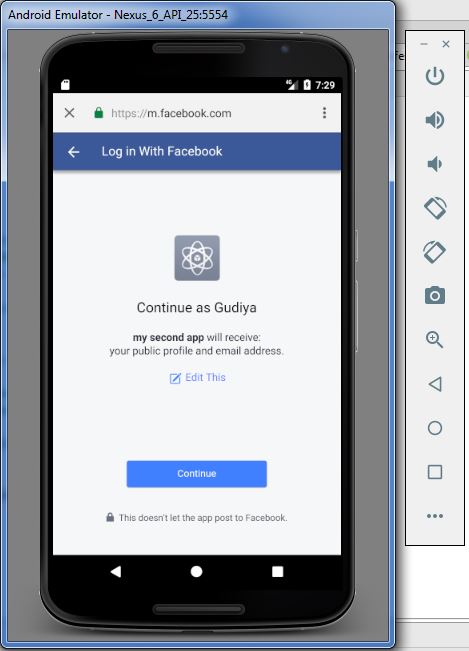 Android Emulator - Nexus_6_API_25:5554
4G 7:29
https://m.facebook.com
Log in With Facebook
Continue as Gudiya
my second app will receive:
your public profile and email address.
Edit This
Continue
This doesn't let the app post to Facebook.